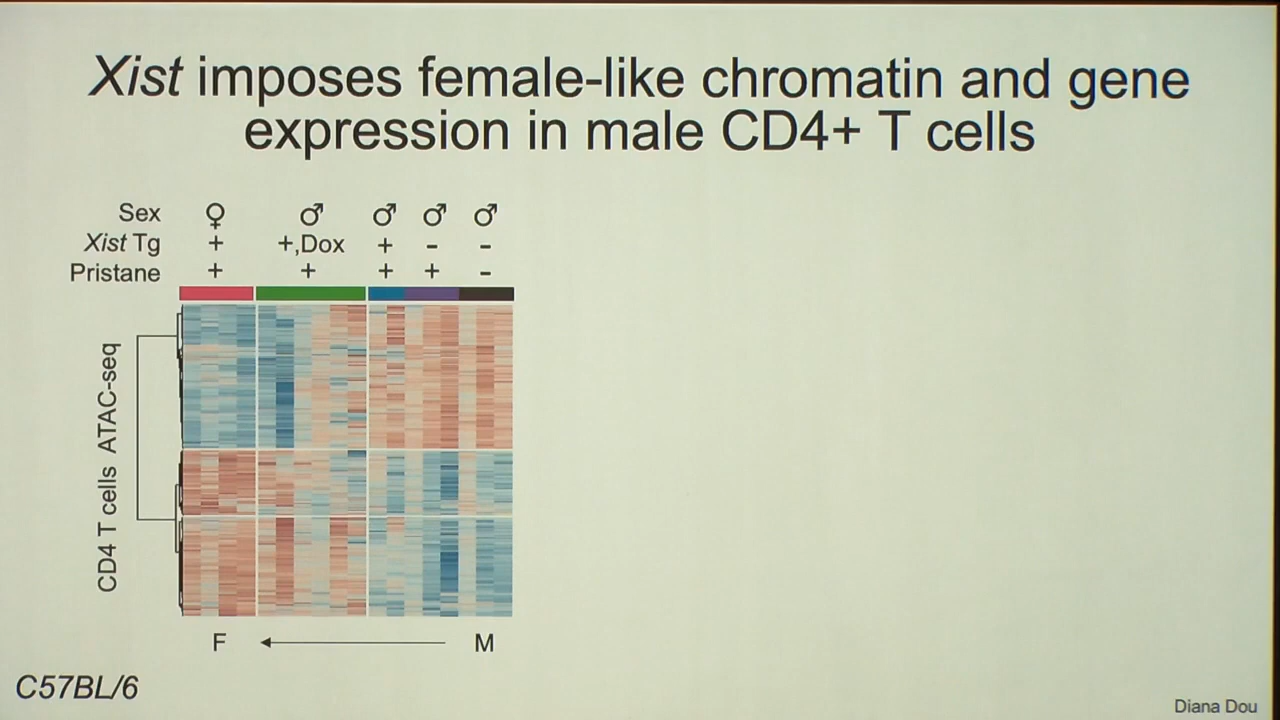 Xist imposes female-like chromatin and gene
expression in male CD4+ T cells
Sex ♀ ♂ ♂ ♂ ♂
Xist Tg + +,Dox + - -
Pristane + + + + -
CD4 T cells ATAC-seq
F M
C57BL/6
Diana Dou